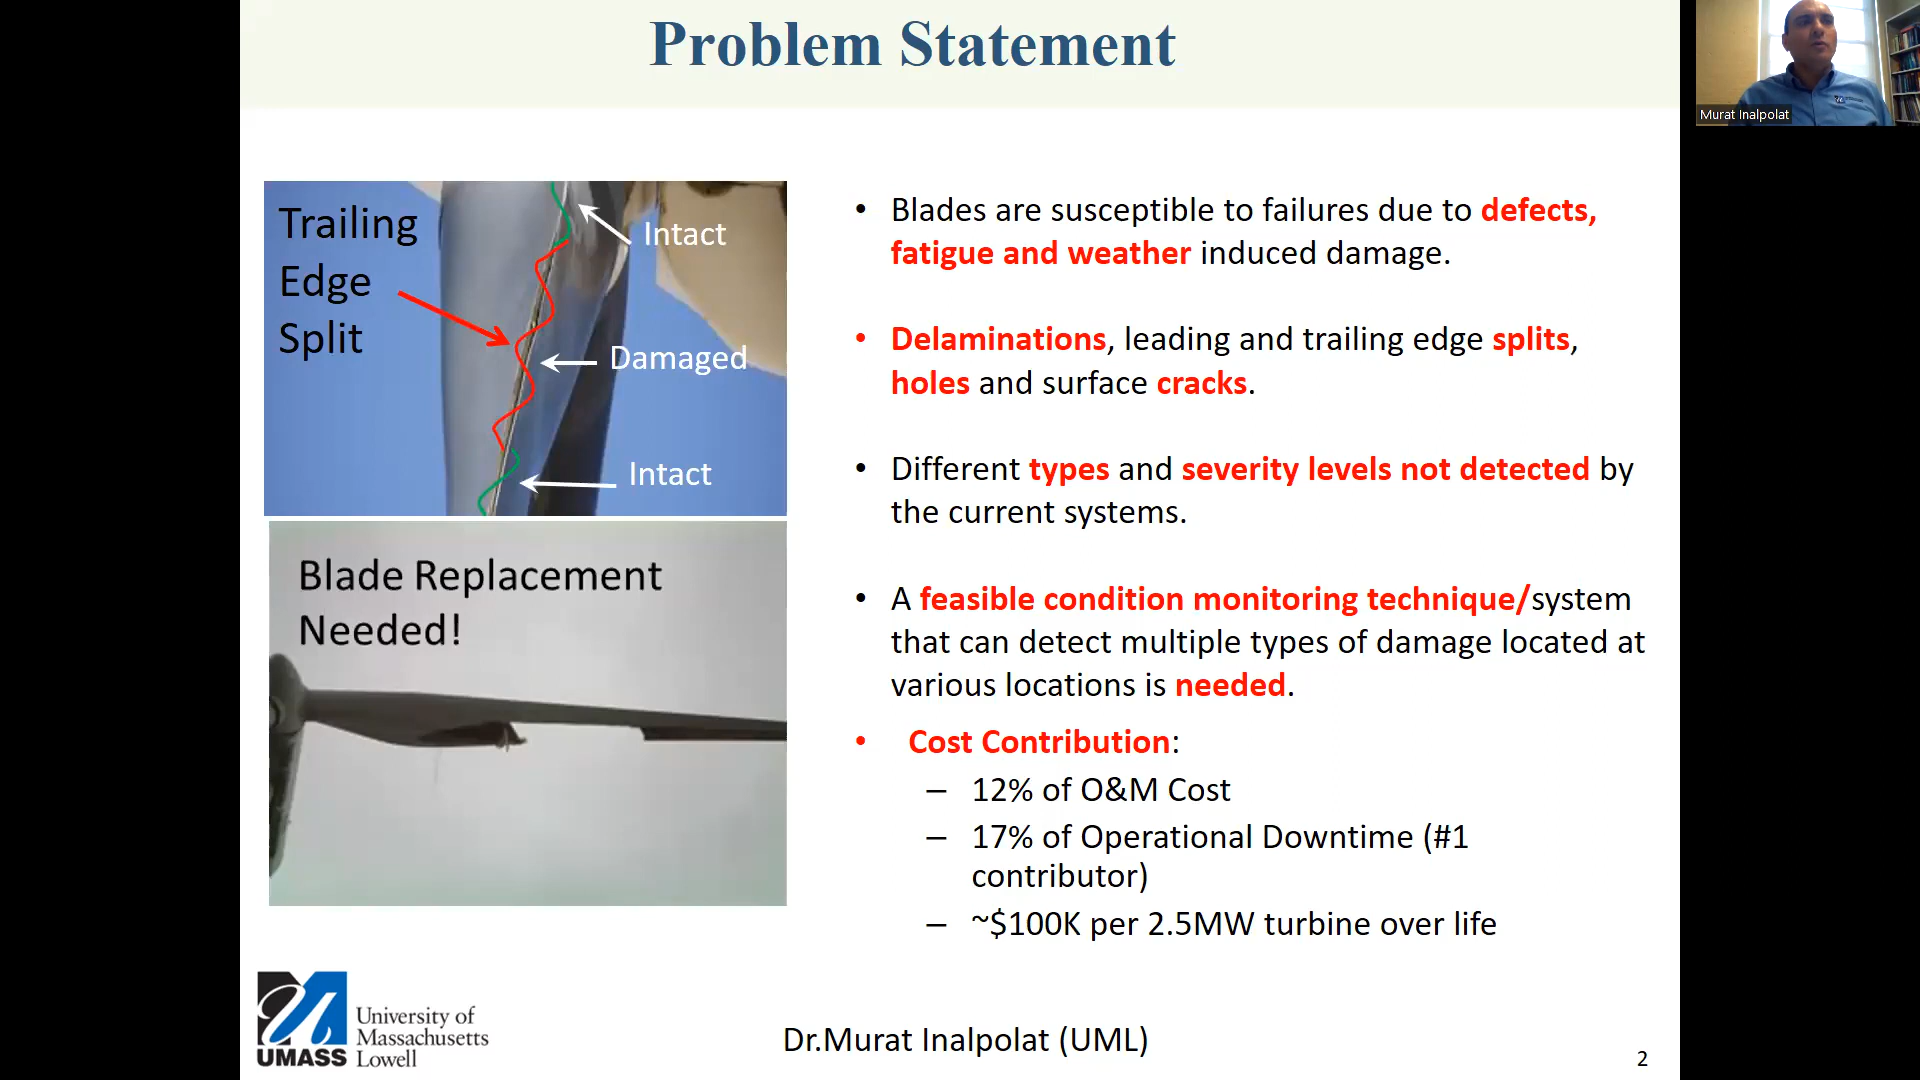 Problem Statement
Murat Inalpolat
Trailing
Edge
Split
Intact
Damaged
Intact
Blade Replacement
Needed!
• Blades are susceptible to failures due to defects,
fatigue and weather induced damage.
• Delaminations, leading and trailing edge splits,
holes and surface cracks.
• Different types and severity levels not detected by
the current systems.
• A feasible condition monitoring technique/system
that can detect multiple types of damage located at
various locations is needed.
• Cost Contribution:
– 12% of O&M Cost
– 17% of Operational Downtime (#1
contributor)
– ~$100K per 2.5MW turbine over life
UMASS
University of
Massachusetts
Lowell
Dr.Murat Inalpolat (UML)
2